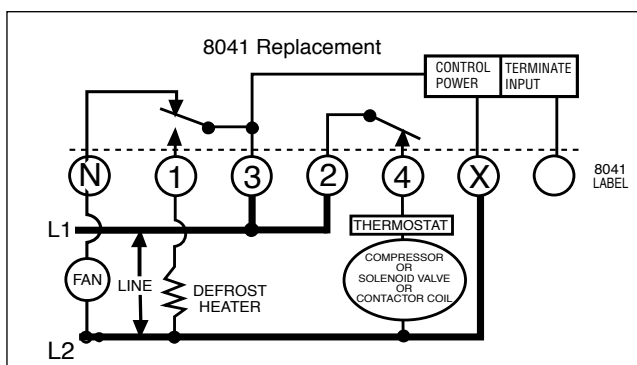 8041 Replacement
CONTROL POWER
TERMINATE INPUT
N
1
3
2
4
X
8041 LABEL
L1
THERMOSTAT
FAN
LINE
DEFROST HEATER
COMPRESSOR
OR
SOLENOID VALVE
OR
CONTACTOR COIL
L2